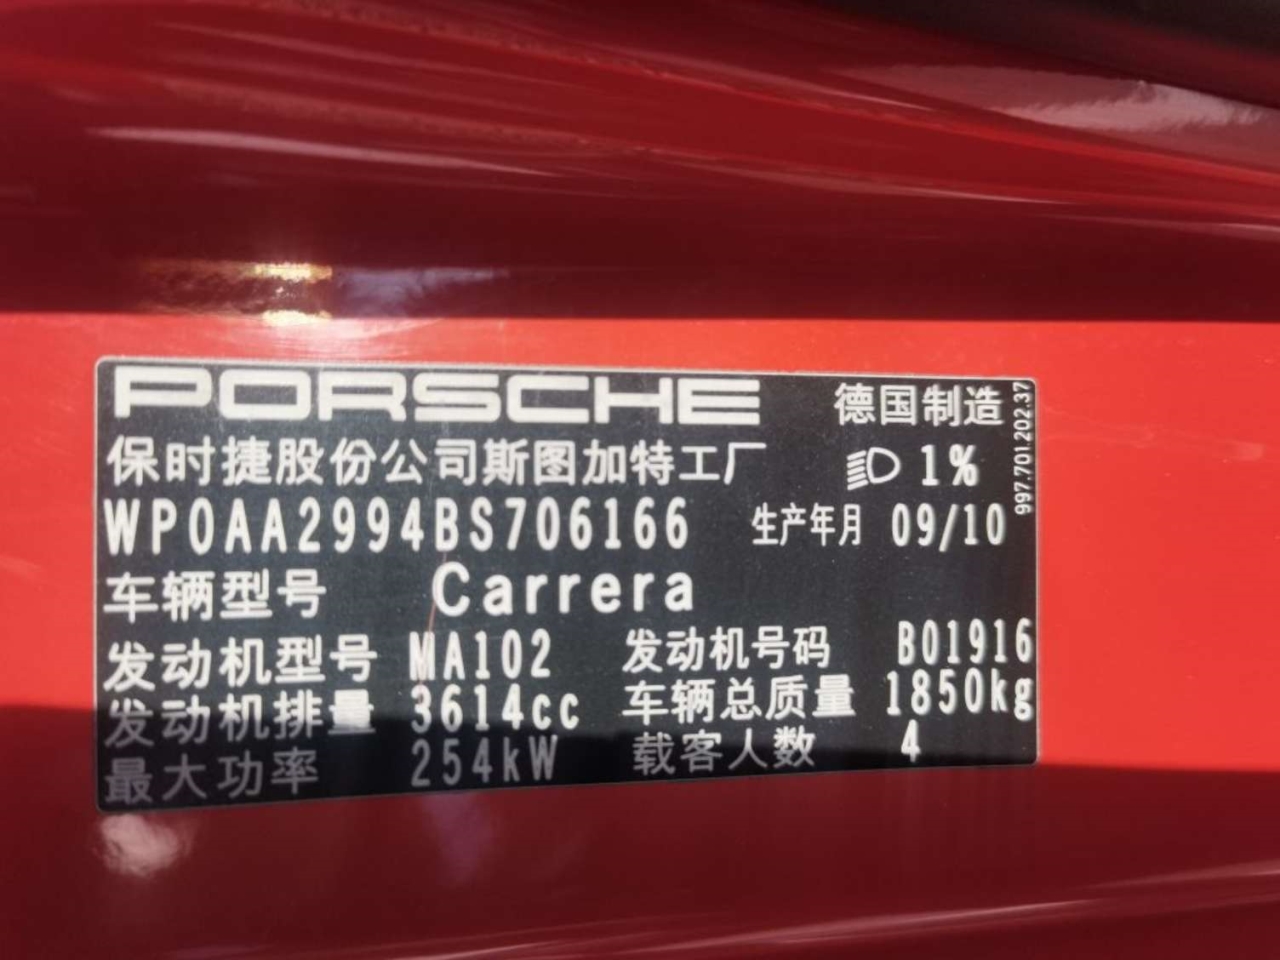 PORSCHE 德国制造
997.701.202.37
保时捷股份公司斯图加特工厂 1%
WP0AA2994BS706166 生产年月 09/10
车辆型号 Carrera
发动机型号 MA102 发动机号码 B01916
发动机排量 3614cc 车辆总质量 1850kg
最大功率 254kW 载客人数 4